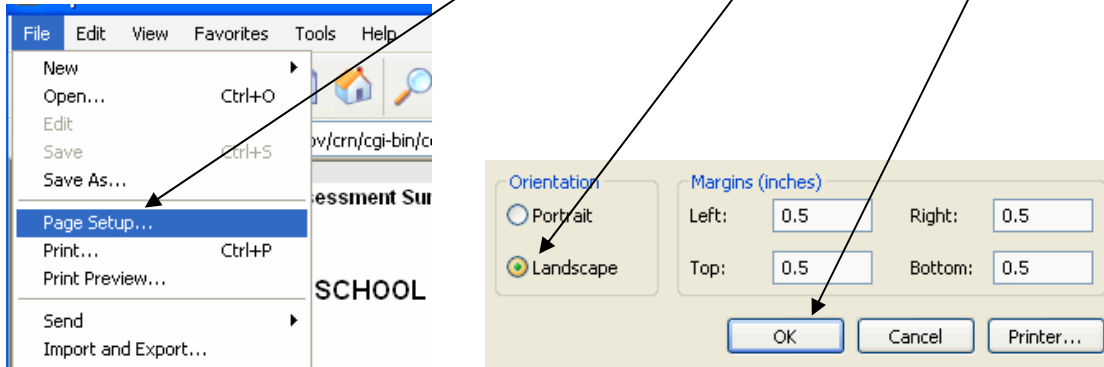 File Edit View Favorites Tools Help
New
Open... Ctrl+O
Edit
Save Ctrl+S
Save As...
Page Setup...
Print... Ctrl+P
Print Preview...
Send
Import and Export...
ov/crn/cgi-bin/c
essment Sur
SCHOOL
Orientation
Portrait
Landscape
Margins (inches)
Left: 0.5 Right: 0.5
Top: 0.5 Bottom: 0.5
OK Cancel Printer...